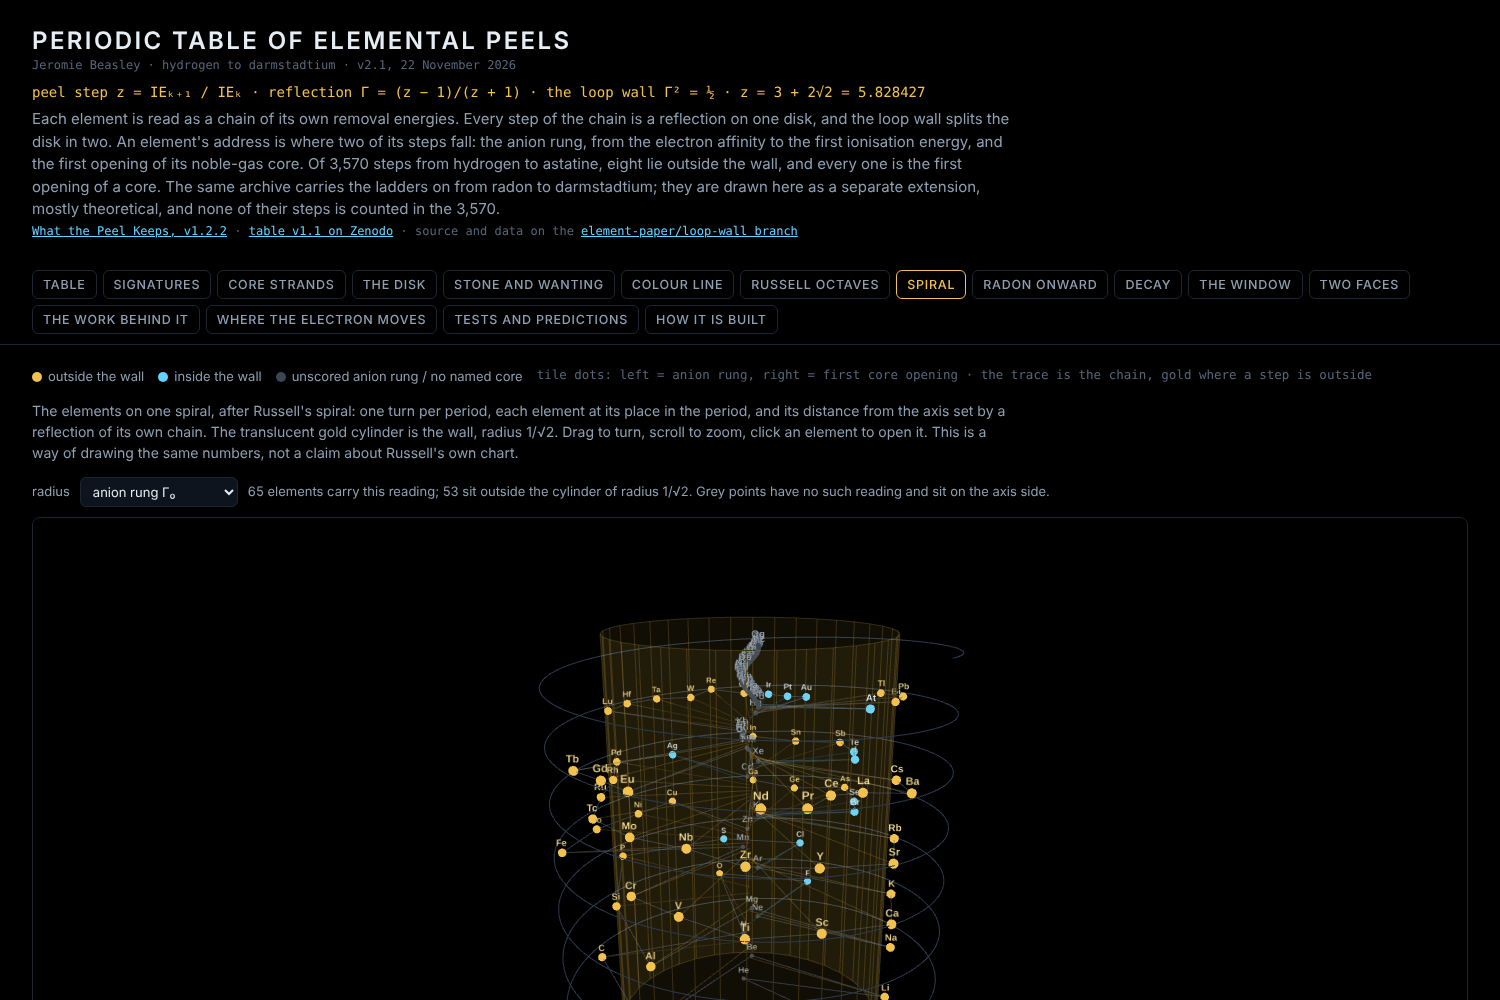 PERIODIC TABLE OF ELEMENTAL PEELS
Jeromie Beasley · hydrogen to darmstadtium · v2.1, 22 November 2026
peel step z = IEₖ₊₁ / IEₖ · reflection Γ = (z − 1)/(z + 1) · the loop wall Γ² = ½ · z = 3 + 2√2 = 5.828427
Each element is read as a chain of its own removal energies. Every step of the chain is a reflection on one disk, and the loop wall splits the
disk in two. An element's address is where two of its steps fall: the anion rung, from the electron affinity to the first ionisation energy, and
the first opening of its noble-gas core. Of 3,570 steps from hydrogen to astatine, eight lie outside the wall, and every one is the first
opening of a core. The same archive carries the ladders on from radon to darmstadtium; they are drawn here as a separate extension,
mostly theoretical, and none of their steps is counted in the 3,570.
What the Peel Keeps, v1.2.2 · table v1.1 on Zenodo · source and data on the element-paper/loop-wall branch
TABLE SIGNATURES CORE STRANDS THE DISK STONE AND WANTING COLOUR LINE RUSSELL OCTAVES SPIRAL RADON ONWARD DECAY THE WINDOW TWO FACES
THE WORK BEHIND IT WHERE THE ELECTRON MOVES TESTS AND PREDICTIONS HOW IT IS BUILT
outside the wall inside the wall unscored anion rung / no named core tile dots: left = anion rung, right = first core opening · the trace is the chain, gold where a step is outside
The elements on one spiral, after Russell's spiral: one turn per period, each element at its place in the period, and its distance from the axis set by a
reflection of its own chain. The translucent gold cylinder is the wall, radius 1/√2. Drag to turn, scroll to zoom, click an element to open it. This is a
way of drawing the same numbers, not a claim about Russell's own chart.
radius anion rung Γ₀ 65 elements carry this reading; 53 sit outside the cylinder of radius 1/√2. Grey points have no such reading and sit on the axis side.
Og
Lu Hf Ta W Re Ir Pt Au At Tl Pb
Pd Ag In Sn Sb Te
Tb Gd Rh Eu Xe Cd Ga Ge As Ce La Cs Ba
Ru Cu Nd Pr Se Br
Tc Ni Zn
Mo Nb S Mn Cl Rb
Fe P Zr Ar Y Sr
O F K
Si Cr V Mg Ne Sc Ca
Ti Na
C Al Be
He
Li